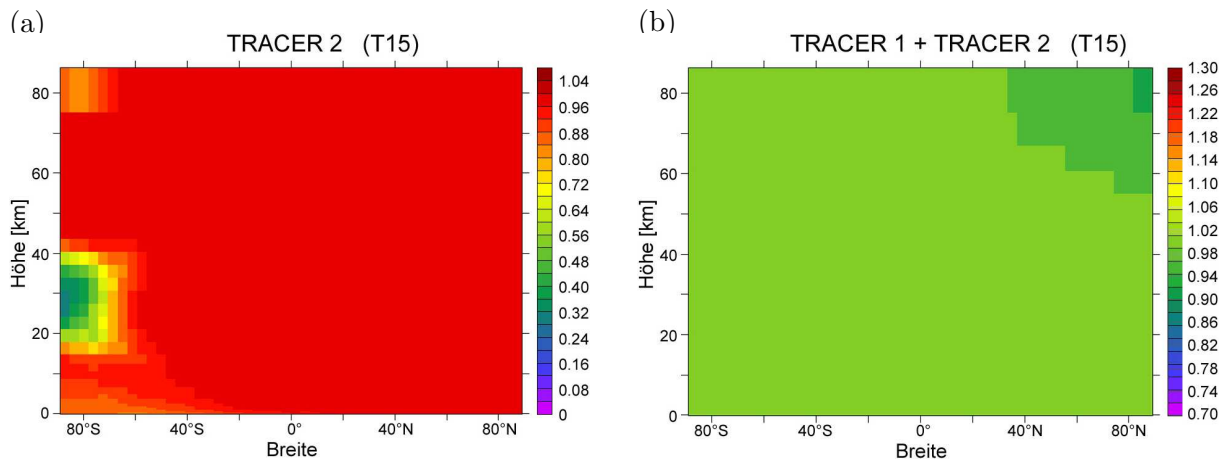 (a)
TRACER 2 (T15)
Höhe [km]
80
60
40
20
0
80°S
40°S
0°
40°N
80°N
Breite
1.04
0.96
0.88
0.80
0.72
0.64
0.56
0.48
0.40
0.32
0.24
0.16
0.08
0
(b)
TRACER 1 + TRACER 2 (T15)
Höhe [km]
80
60
40
20
0
80°S
40°S
0°
40°N
80°N
Breite
1.30
1.26
1.22
1.18
1.14
1.10
1.06
1.02
0.98
0.94
0.90
0.86
0.82
0.78
0.74
0.70